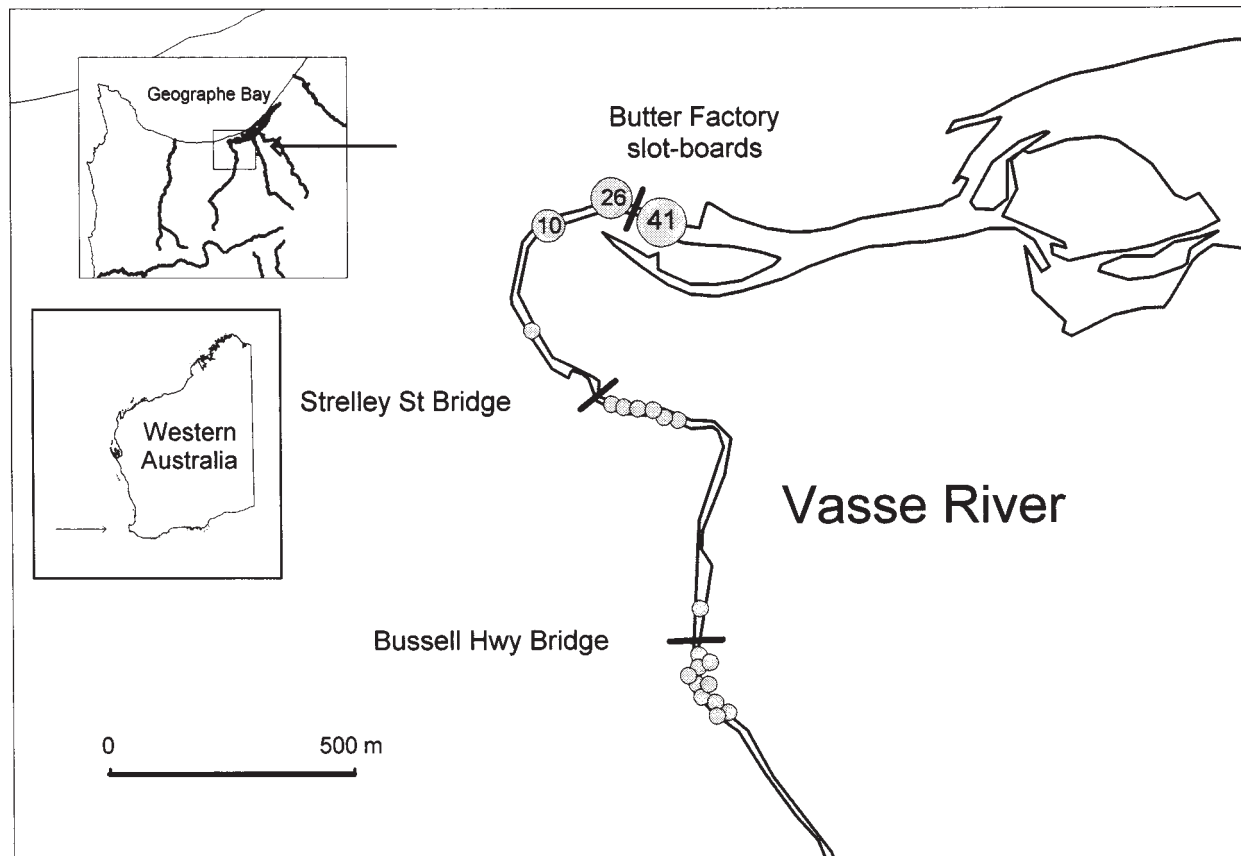 Geographe Bay
Butter Factory
slot-boards
26
10
41
Strelley St Bridge
Western
Australia
Vasse River
Bussell Hwy Bridge
0 500 m